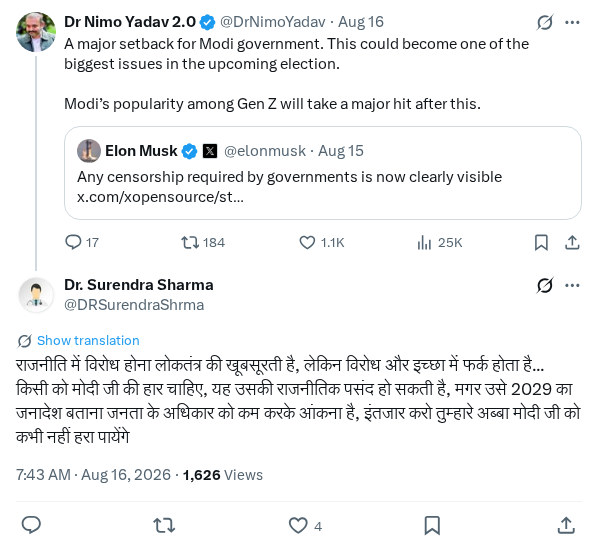 Dr Nimo Yadav 2.0 @DrNimoYadav · Aug 16
A major setback for Modi government. This could become one of the
biggest issues in the upcoming election.
Modi’s popularity among Gen Z will take a major hit after this.
Elon Musk @elonmusk · Aug 15
Any censorship required by governments is now clearly visible
x.com/xopensource/st...
17 184 1.1K 25K
Dr. Surendra Sharma
@DRSurendraShrma
Show translation
राजनीति में विरोध होना लोकतंत्र की खूबसूरती है, लेकिन विरोध और इच्छा में फर्क होता है...
किसी को मोदी जी की हार चाहिए, यह उसकी राजनीतिक पसंद हो सकती है, मगर उसे 2029 का
जनादेश बताना जनता के अधिकार को कम करके आंकना है, इंतजार करो तुम्हारे अब्बा मोदी जी को
कभी नहीं हरा पायेंगे
7:43 AM · Aug 16, 2026 · 1,626 Views
4